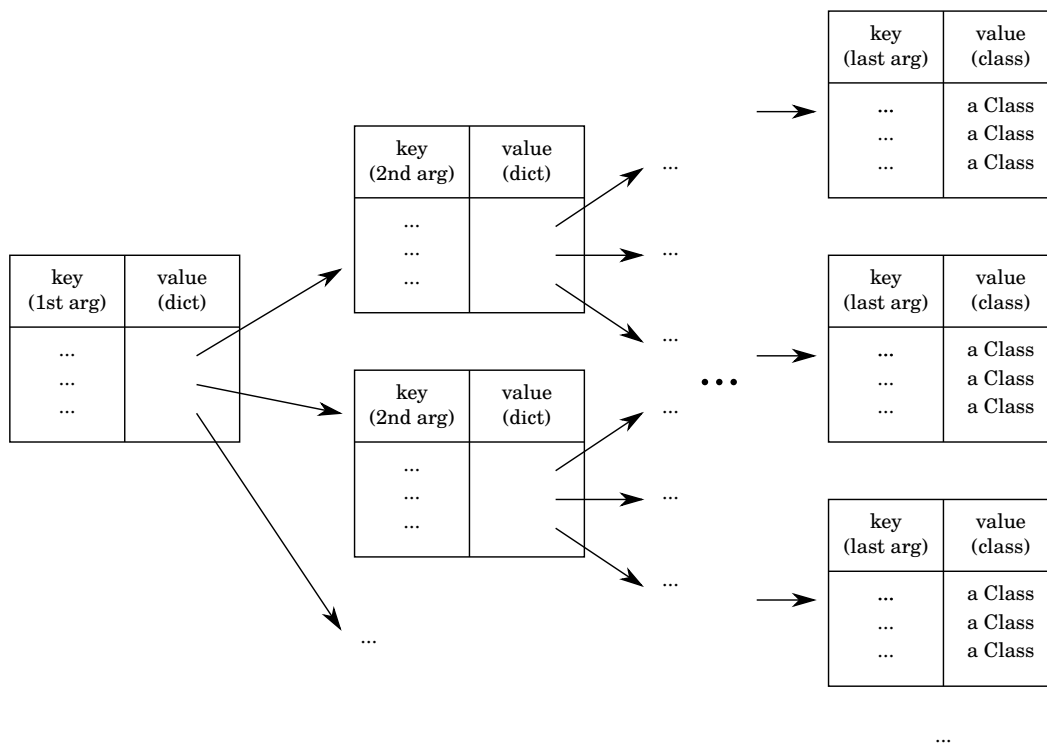 key value
(1st arg) (dict)
...
...
...
key value
(2nd arg) (dict)
...
...
...
key value
(2nd arg) (dict)
...
...
...
...
...
...
...
...
...
...
...
...
key value
(last arg) (class)
... a Class
... a Class
... a Class
key value
(last arg) (class)
... a Class
... a Class
... a Class
key value
(last arg) (class)
... a Class
... a Class
... a Class
...